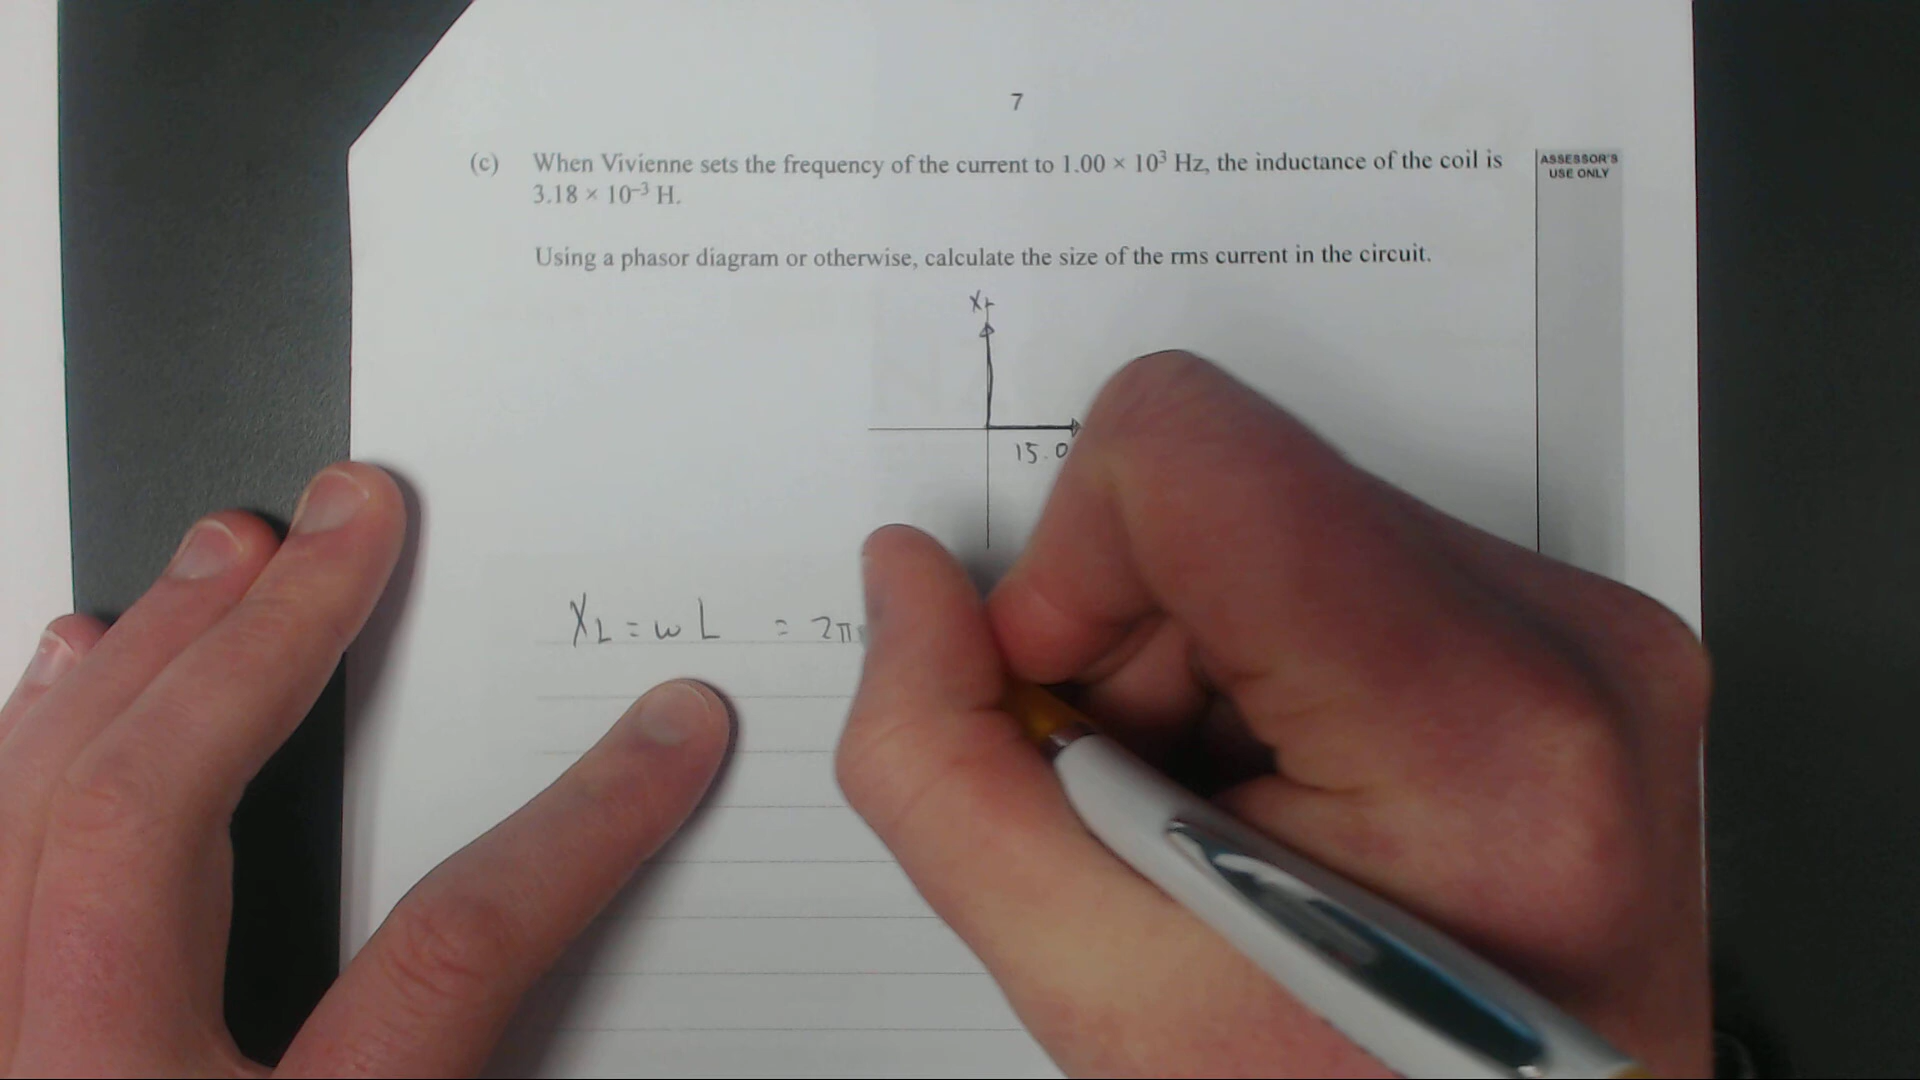 7
(c) When Vivienne sets the frequency of the current to 1.00 × 10³ Hz, the inductance of the coil is
3.18 × 10⁻³ H.
ASSESSOR'S
USE ONLY
Using a phasor diagram or otherwise, calculate the size of the rms current in the circuit.
X_L
15.0
X_L = ω L = 2π